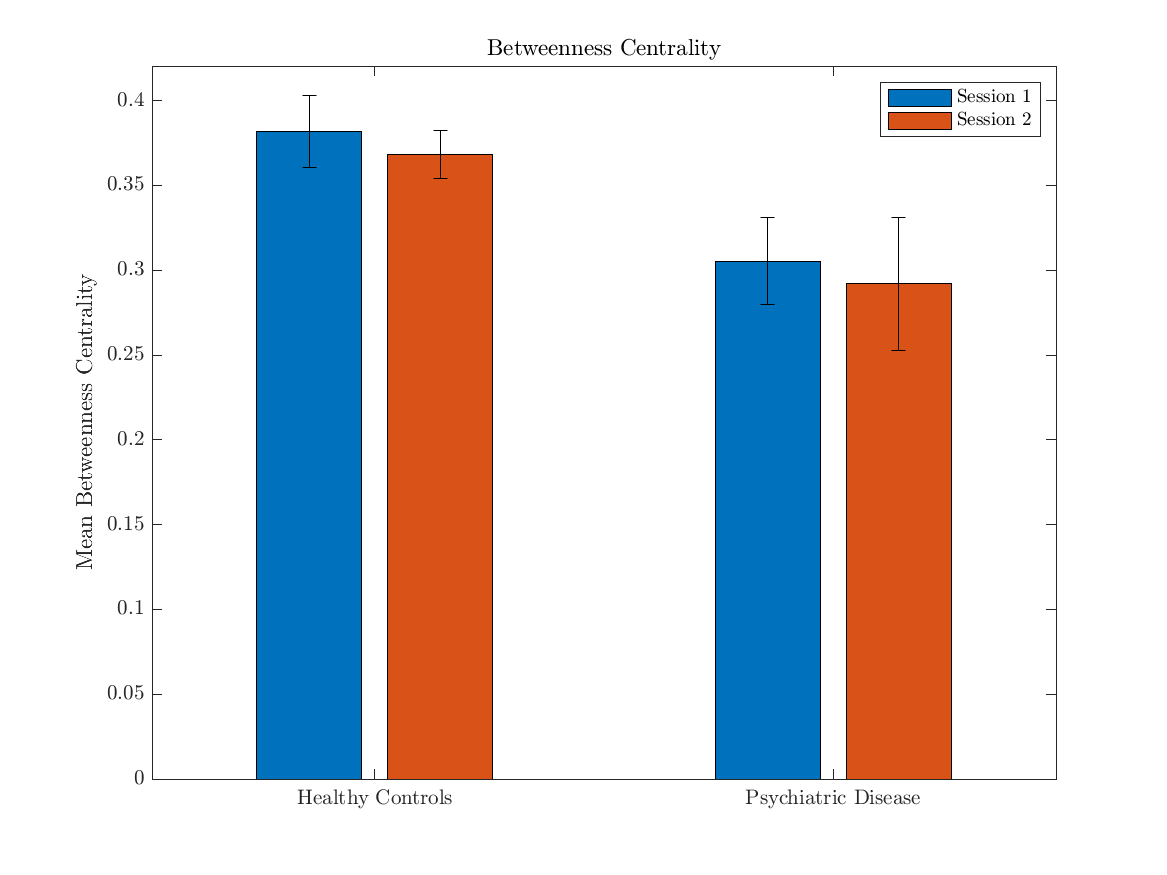 Betweenness Centrality
Session 1
Session 2
Mean Betweenness Centrality
0.4
0.35
0.3
0.25
0.2
0.15
0.1
0.05
0
Healthy Controls
Psychiatric Disease